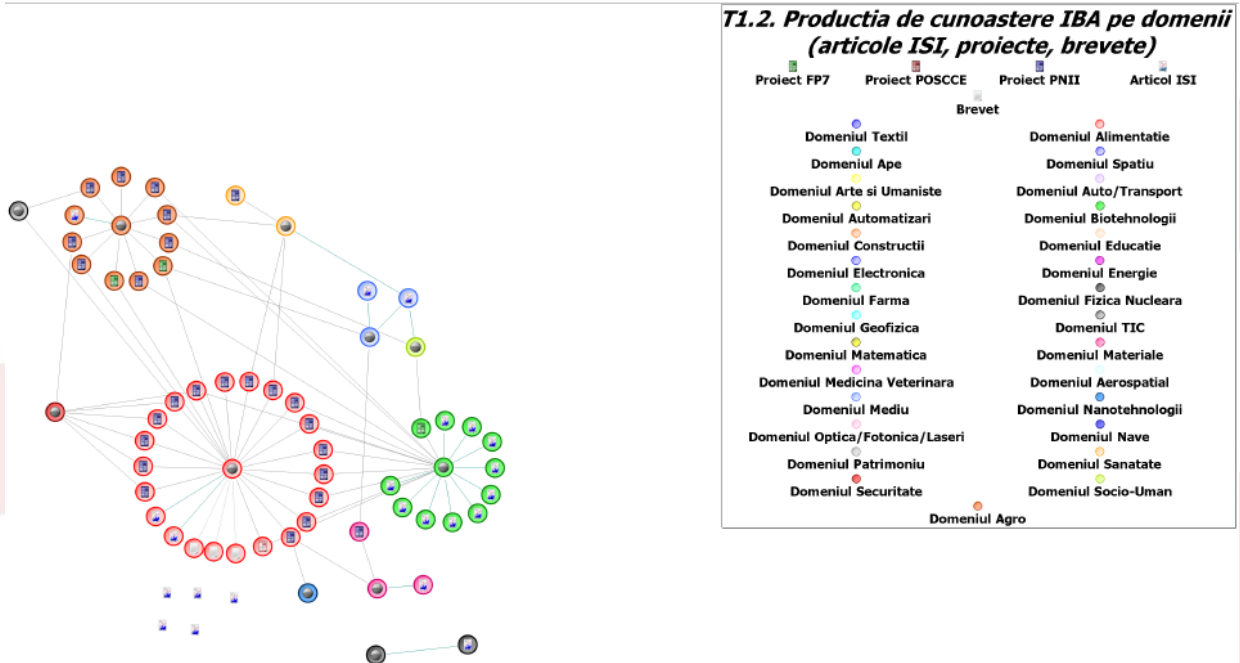 T1.2. Productia de cunoastere IBA pe domenii
(articole ISI, proiecte, brevete)
Proiect FP7 Proiect POSCCE Proiect PNII Articol ISI
Brevet
Domeniul Textil Domeniul Alimentatie
Domeniul Ape Domeniul Spatiu
Domeniul Arte si Umaniste Domeniul Auto/Transport
Domeniul Automatizari Domeniul Biotehnologii
Domeniul Constructii Domeniul Educatie
Domeniul Electronica Domeniul Energie
Domeniul Farma Domeniul Fizica Nucleara
Domeniul Geofizica Domeniul TIC
Domeniul Matematica Domeniul Materiale
Domeniul Medicina Veterinara Domeniul Aerospatial
Domeniul Mediu Domeniul Nanotehnologii
Domeniul Optica/Fotonica/Laseri Domeniul Nave
Domeniul Patrimoniu Domeniul Sanatate
Domeniul Securitate Domeniul Socio-Uman
Domeniul Agro